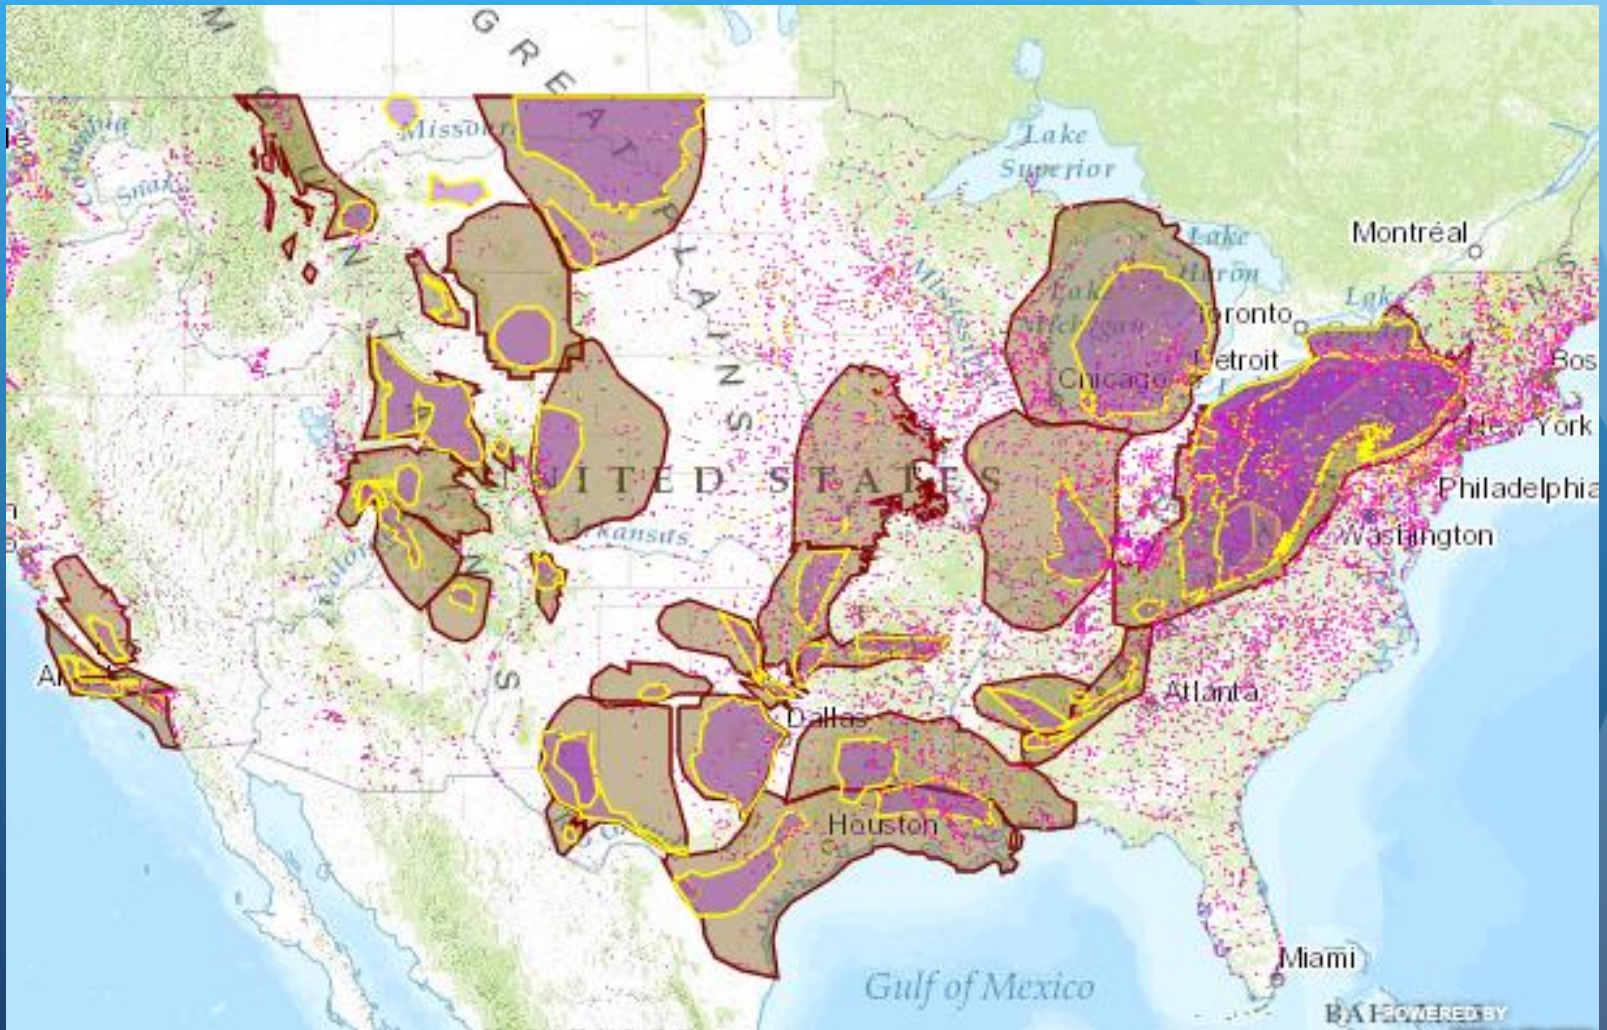 GREAT PLAINS
Missouri
Columbia
Snake
Lake
Superior
Montréal
Lake
Huron
Lake
Michigan
Toronto
Detroit
Chicago
Mississippi
UNITED STATES
New York
Philadelphia
Washington
Arkansas
Colorado
Atlanta
Dallas
Houston
Gulf of Mexico
Miami
POWERED BY